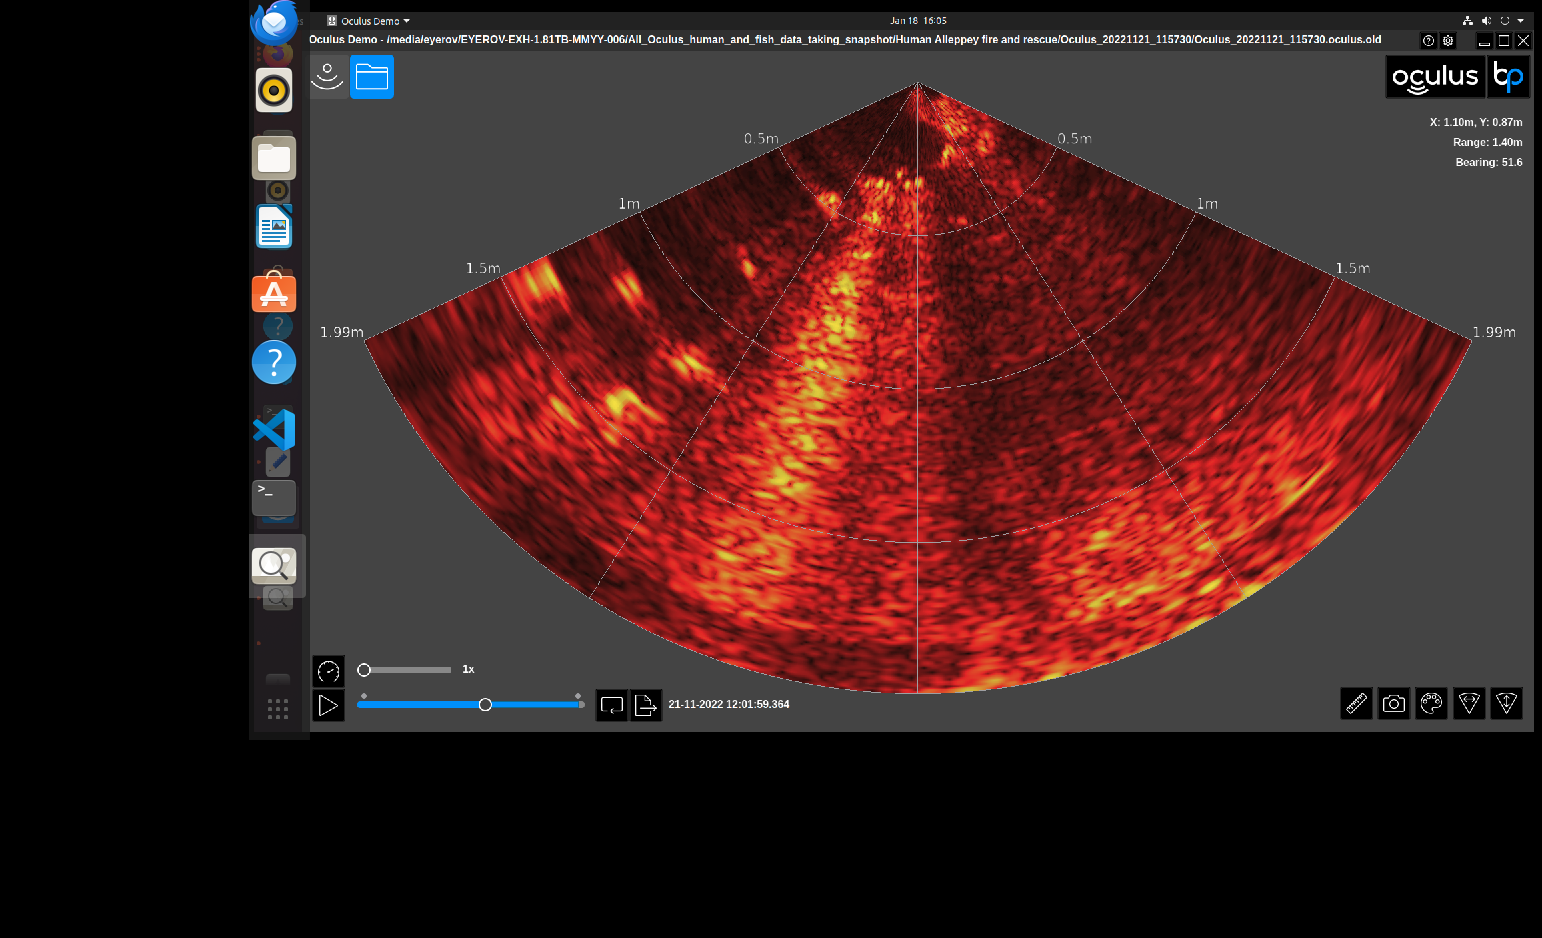 Oculus Demo
Jan 18 16:05
Oculus Demo - /media/eyerov/EYEROV-EXH-1.81TB-MMYY-006/All_Oculus_human_and_fish_data_taking_snapshot/Human Alleppey fire and rescue/Oculus_20221121_115730/Oculus_20221121_115730.oculus.old
oculus bp
X: 1.10m, Y: 0.87m
Range: 1.40m
Bearing: 51.6
0.5m 0.5m
1m 1m
1.5m 1.5m
1.99m 1.99m
1x
21-11-2022 12:01:59.364